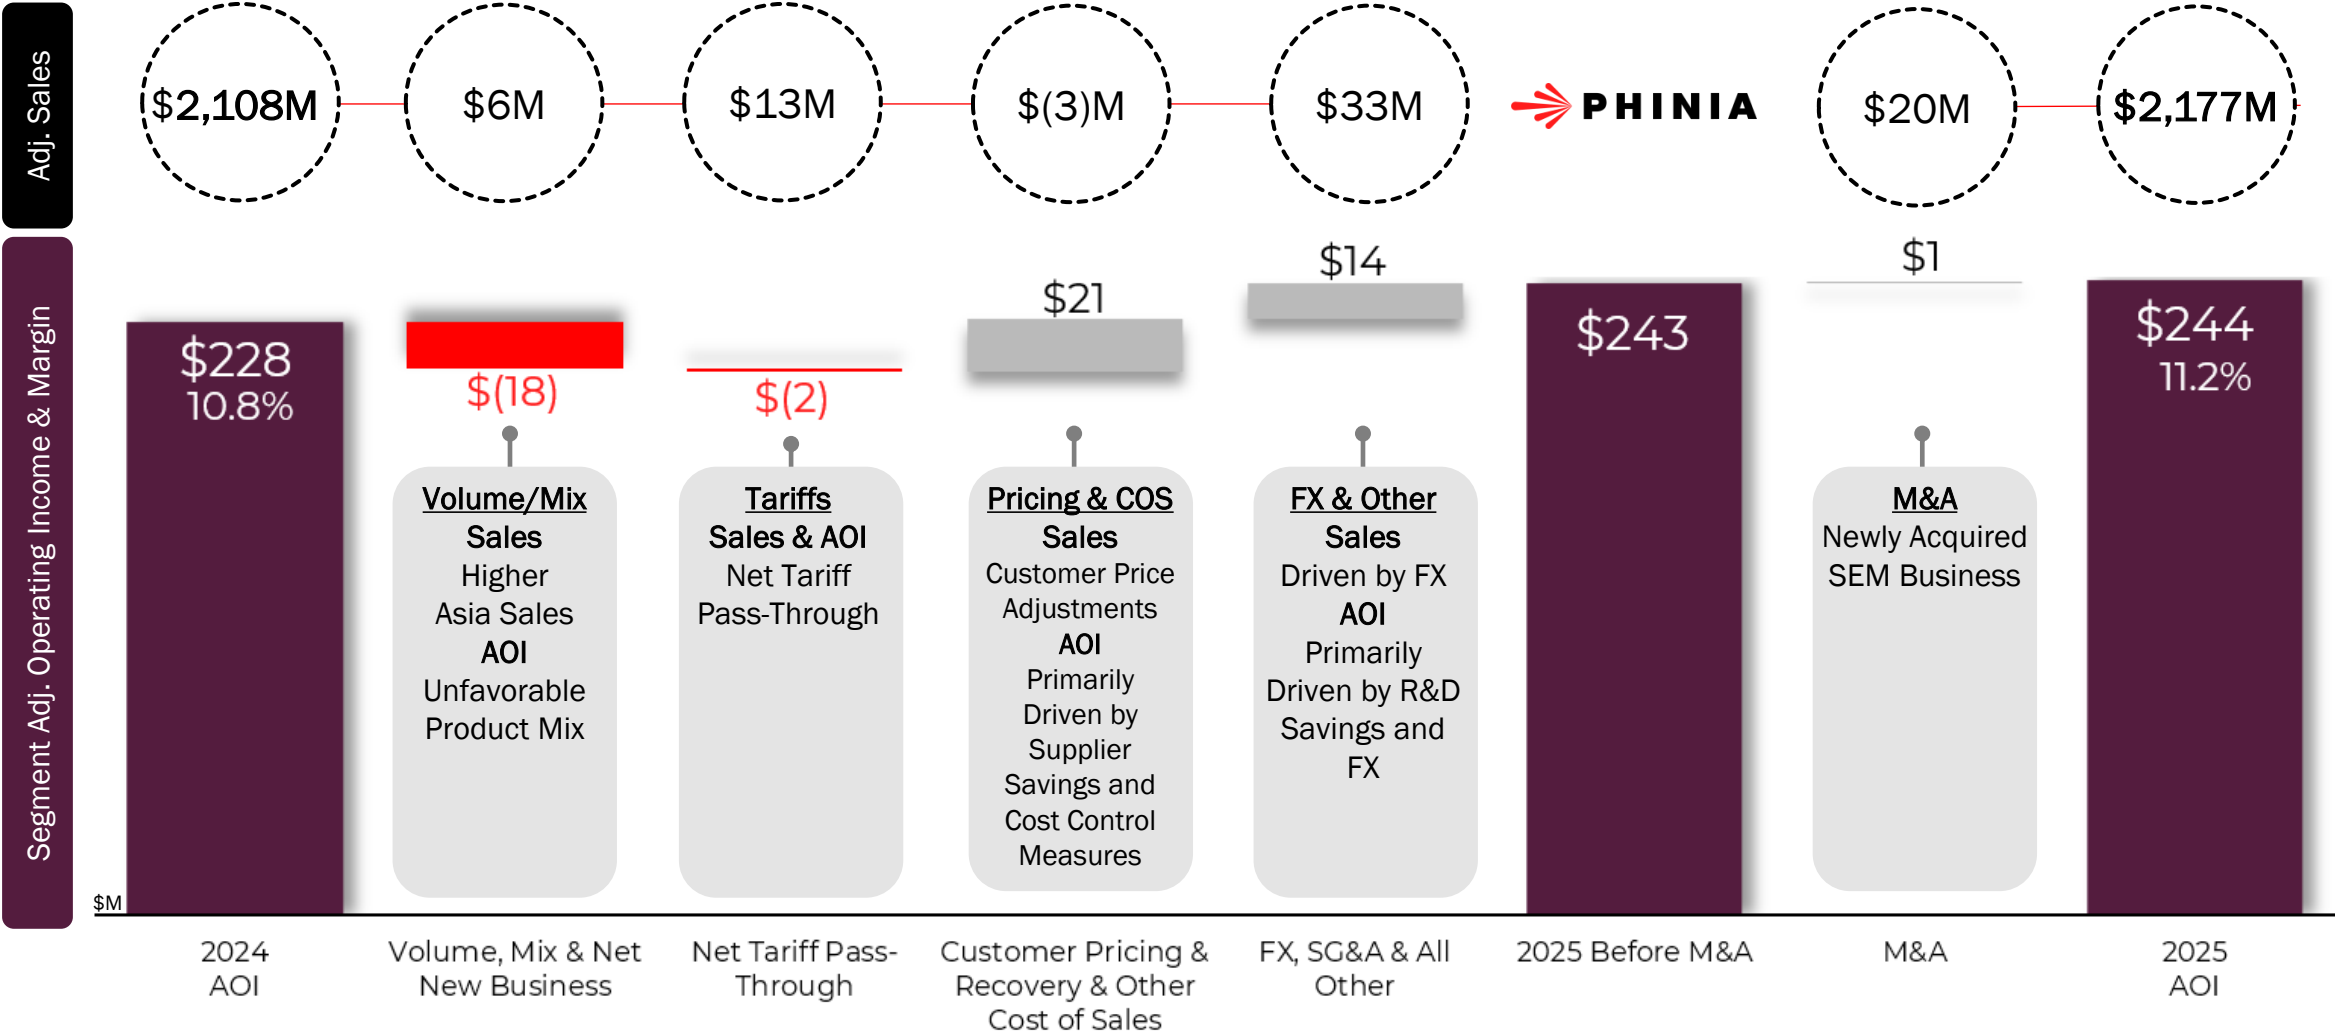 Adj. Sales
$2,108M
$6M
$13M
$(3)M
$33M
PHINIA
$20M
$2,177M
Segment Adj. Operating Income & Margin
$228
10.8%
$(18)
$(2)
$21
$14
$243
$1
$244
11.2%
Volume/Mix
Sales
Higher
Asia Sales
AOI
Unfavorable
Product Mix
Tariffs
Sales & AOI
Net Tariff
Pass-Through
Pricing & COS
Sales
Customer Price
Adjustments
AOI
Primarily
Driven by
Supplier
Savings and
Cost Control
Measures
FX & Other
Sales
Driven by FX
AOI
Primarily
Driven by R&D
Savings and
FX
M&A
Newly Acquired
SEM Business
$M
2024
AOI
Volume, Mix & Net
New Business
Net Tariff Pass-
Through
Customer Pricing &
Recovery & Other
Cost of Sales
FX, SG&A & All
Other
2025 Before M&A
M&A
2025
AOI